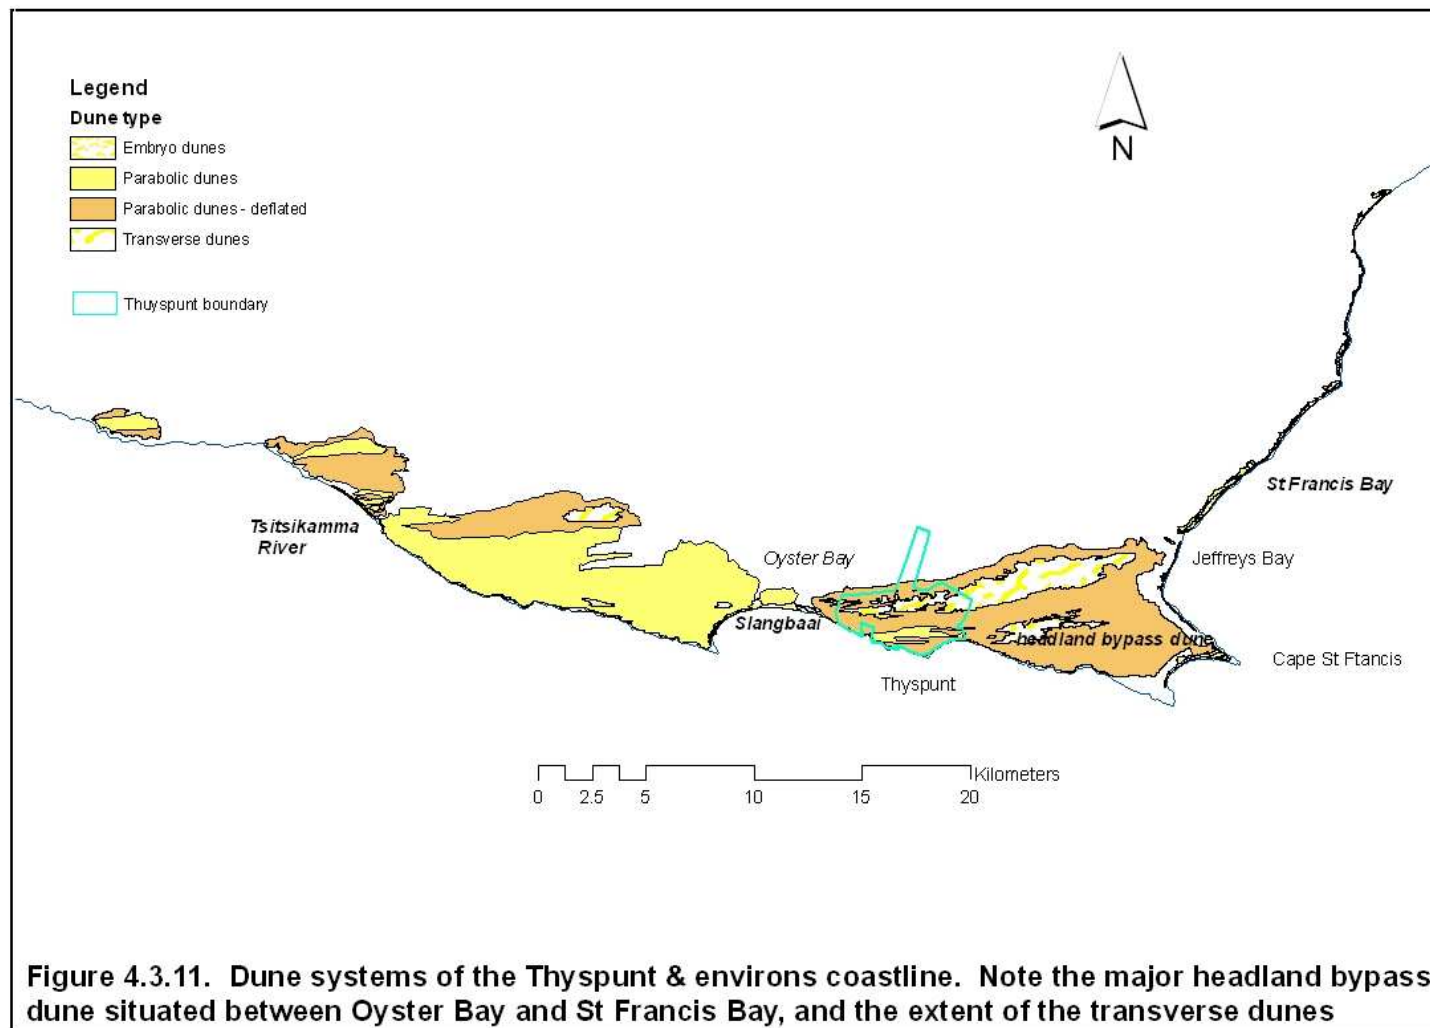 Legend
Dune type
Embryo dunes
Parabolic dunes
Parabolic dunes - deflated
Transverse dunes
Thuyspunt boundary
N
Tsitsikamma
River
Oyster Bay
Slangbaai
Thyspunt
headland bypass dune
St Francis Bay
Jeffreys Bay
Cape St Ftancis
Kilometers
0 2.5 5 10 15 20
Figure 4.3.11. Dune systems of the Thyspunt & environs coastline. Note the major headland bypass
dune situated between Oyster Bay and St Francis Bay, and the extent of the transverse dunes